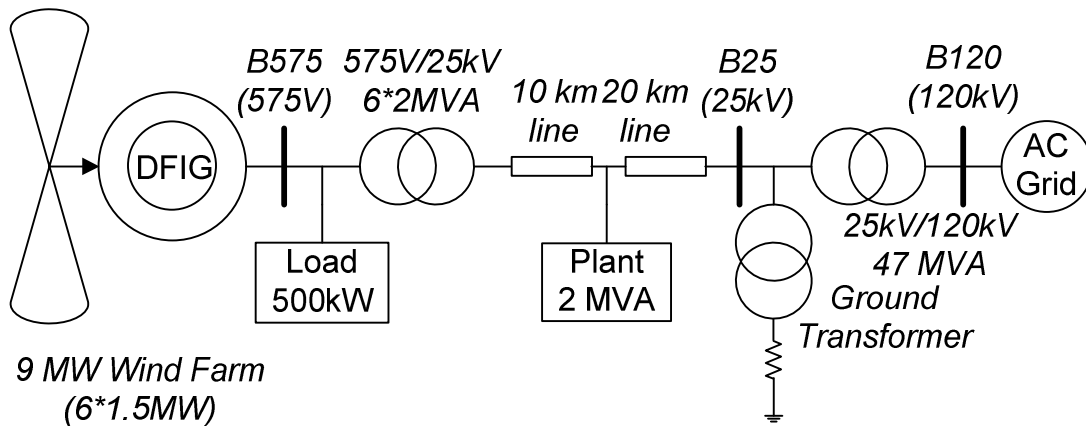 B575
(575V)
575V/25kV
6*2MVA
10 km
line
20 km
line
B25
(25kV)
B120
(120kV)
DFIG
AC
Grid
Load
500kW
Plant
2 MVA
25kV/120kV
47 MVA
Ground
Transformer
9 MW Wind Farm
(6*1.5MW)